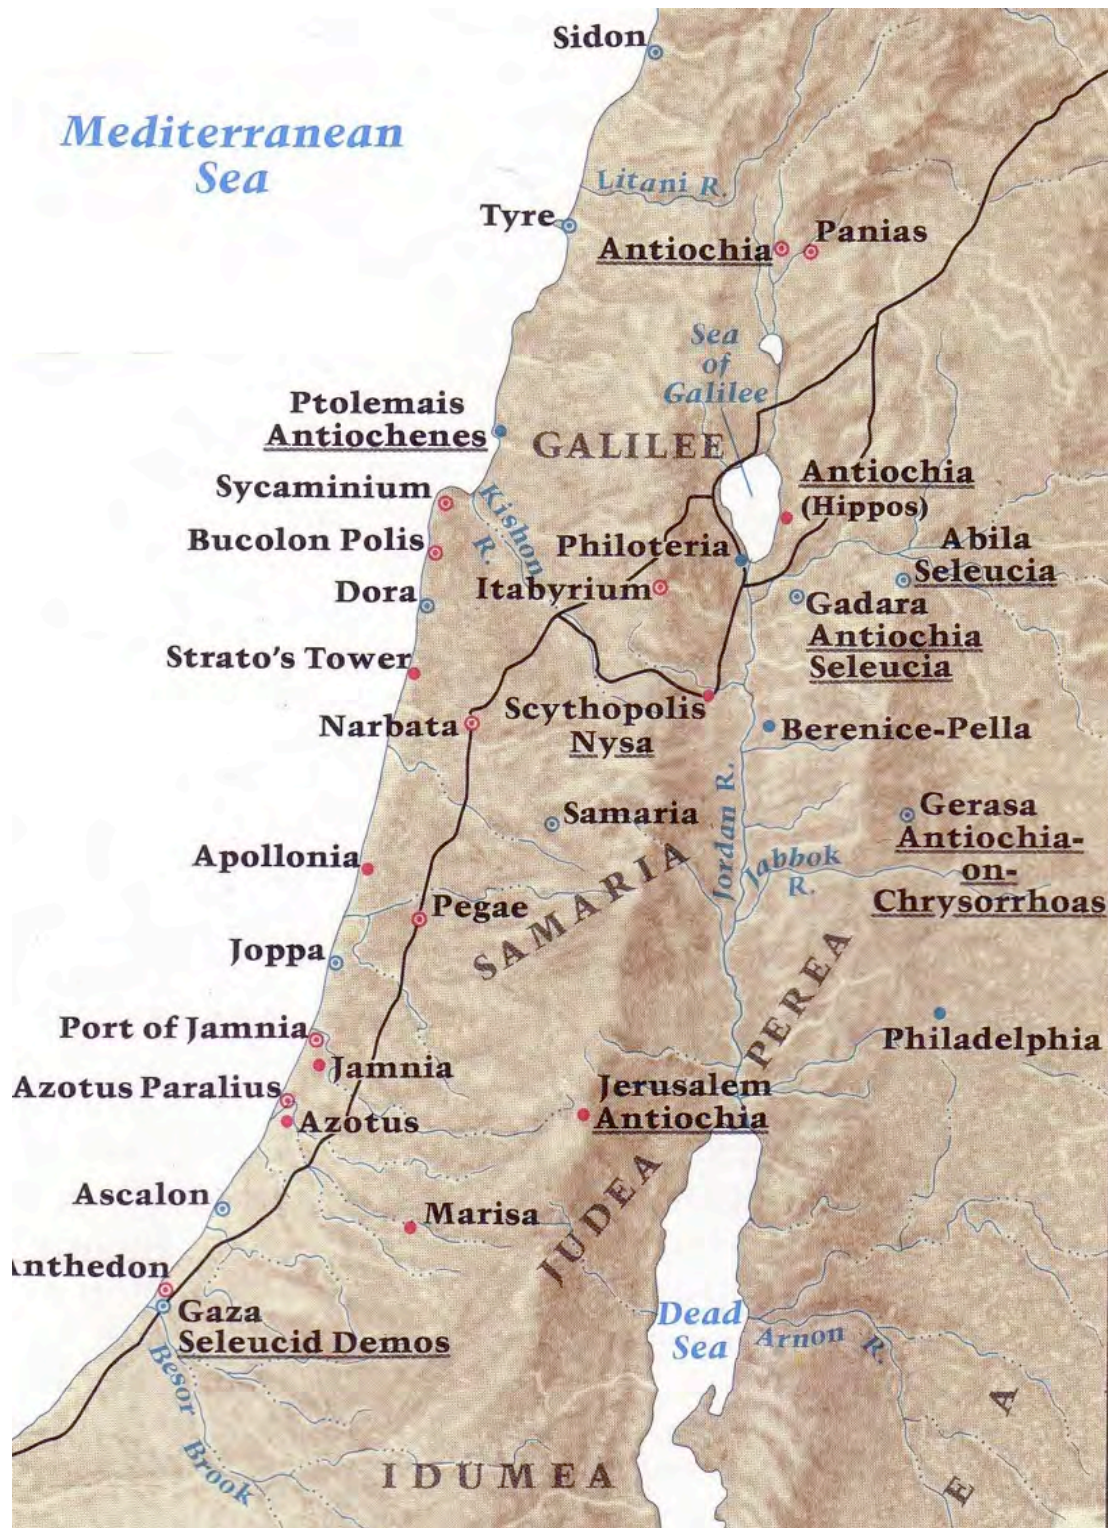 Sidon
Mediterranean
Sea
Litani R.
Tyre
Panias
Antiochia
Sea
of
Galilee
Ptolemais
Antiochenes
GALILEE
Antiochia
(Hippos)
Sycaminium
Kishon
R.
Bucolon Polis
Philoteria
Abila
Seleucia
Itabyrium
Dora
Gadara
Antiochia
Seleucia
Strato's Tower
Scythopolis
Nysa
Narbata
Berenice-Pella
Jordan R.
Samaria
Gerasa
Antiochia-
on-
Chrysorrhoas
Jabbok
R.
Apollonia
SAMARIA
Pegae
Joppa
PEREA
Port of Jamnia
Philadelphia
Jamnia
Azotus Paralius
Jerusalem
Antiochia
Azotus
Ascalon
Marisa
JUDEA
nthedon
Gaza
Seleucid Demos
Dead
Sea
Arnon R.
Besor
Brook
IDUMEA
E A